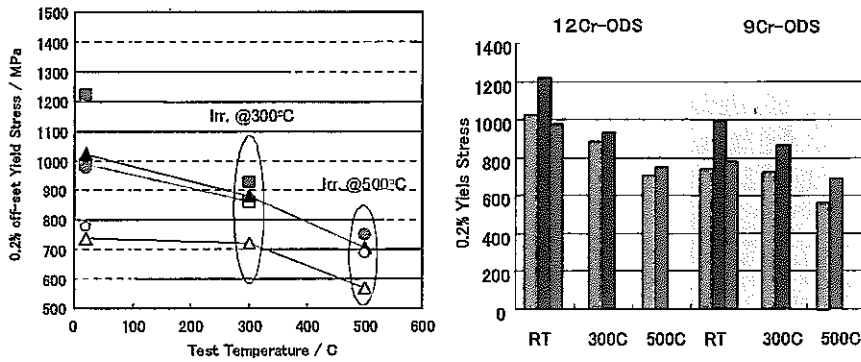 1500
1400
1300
1200
1100
1000
900
800
700
600
500
0.2% off-set Yield Stress / MPa
Irr. @300°C
Irr. @500°C
0 100 200 300 400 500 600
Test Temperature / C
12Cr-ODS 9Cr-ODS
1400
1200
1000
800
600
400
200
0
0.2% Yiels Stress
RT 300C 500C RT 300C 500C